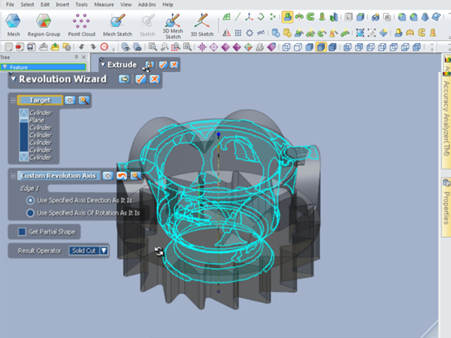 File Select Edit Insert Tools Measure View Add-Ins Help
Mesh Region Group Point Cloud Mesh Sketch 3D Mesh Sketch 3D Sketch
Tree
Feature
Extrude
Revolution Wizard
Target
Cylinder
Plane
Cylinder
Cylinder
Cylinder
Cylinder
Cylinder
Custom Revolution Axis
Edge 1
Use Specified Axis Direction As It Is
Use Specified Axis Of Rotation As It Is
Get Partial Shape
Result Operator Solid Cut
Accuracy Analyzer(TM)
Properties